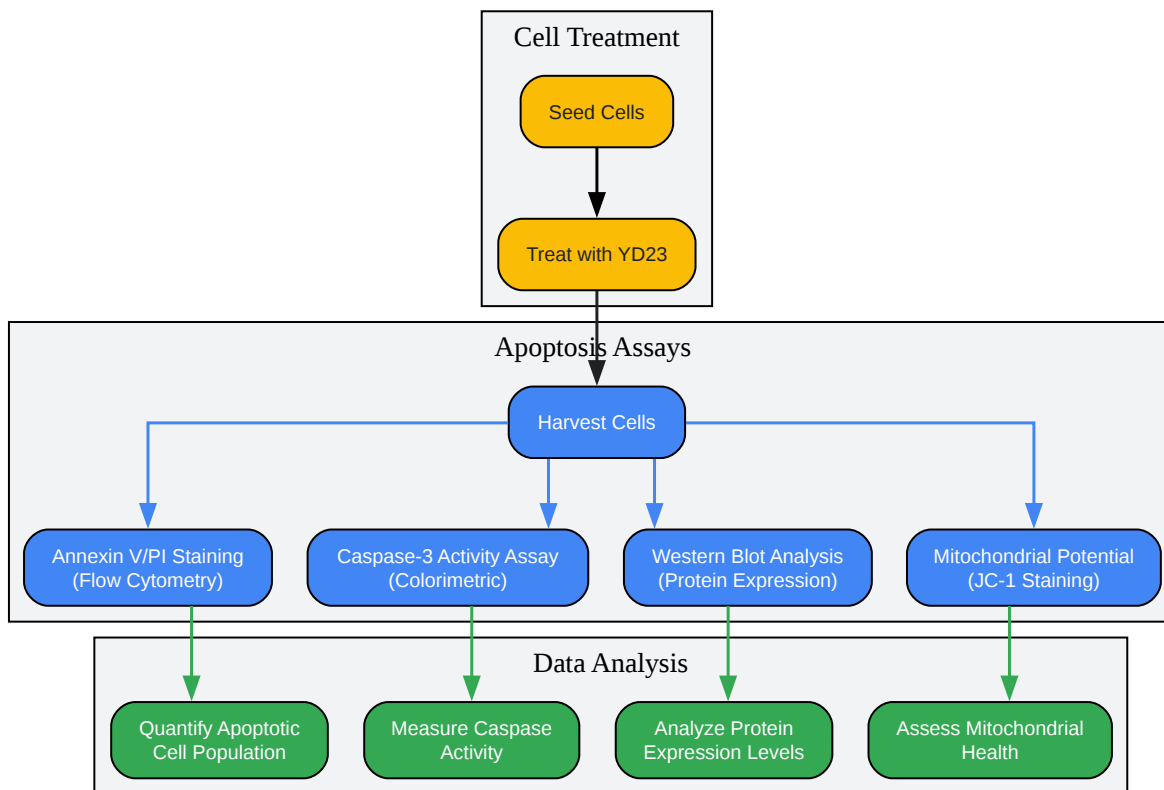 Cell Treatment
Seed Cells
Treat with YD23
Apoptosis Assays
Harvest Cells
Annexin V/PI Staining
(Flow Cytometry)
Caspase-3 Activity Assay
(Colorimetric)
Western Blot Analysis
(Protein Expression)
Mitochondrial Potential
(JC-1 Staining)
Data Analysis
Quantify Apoptotic
Cell Population
Measure Caspase
Activity
Analyze Protein
Expression Levels
Assess Mitochondrial
Health